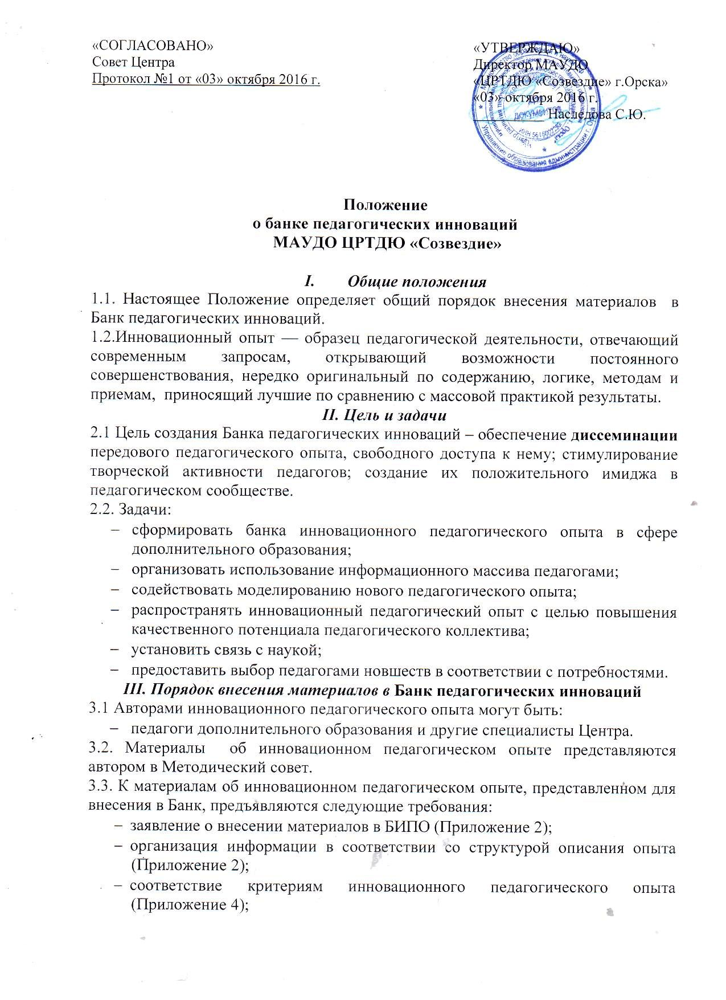 «СОГЛАСОВАНО»
Совет Центра
Протокол №1 от «03» октября 2016 г.
«УТВЕРЖДАЮ»
Директор МАУДО
«ЦРТДЮ «Созвездие» г.Орска»
«03» октября 2016 г.
__________ Наследова С.Ю.
Управление образования администрации г. Орска
документов
Положение
о банке педагогических инноваций
МАУДО ЦРТДЮ «Созвездие»
I. Общие положения
1.1. Настоящее Положение определяет общий порядок внесения материалов в
Банк педагогических инноваций.
1.2.Инновационный опыт — образец педагогической деятельности, отвечающий
современным запросам, открывающий возможности постоянного
совершенствования, нередко оригинальный по содержанию, логике, методам и
приемам, приносящий лучшие по сравнению с массовой практикой результаты.
II. Цель и задачи
2.1 Цель создания Банка педагогических инноваций – обеспечение диссеминации
передового педагогического опыта, свободного доступа к нему; стимулирование
творческой активности педагогов; создание их положительного имиджа в
педагогическом сообществе.
2.2. Задачи:
– сформировать банка инновационного педагогического опыта в сфере
дополнительного образования;
– организовать использование информационного массива педагогами;
– содействовать моделированию нового педагогического опыта;
– распространять инновационный педагогический опыт с целью повышения
качественного потенциала педагогического коллектива;
– установить связь с наукой;
– предоставить выбор педагогами новшеств в соответствии с потребностями.
III. Порядок внесения материалов в Банк педагогических инноваций
3.1 Авторами инновационного педагогического опыта могут быть:
– педагоги дополнительного образования и другие специалисты Центра.
3.2. Материалы об инновационном педагогическом опыте представляются
автором в Методический совет.
3.3. К материалам об инновационном педагогическом опыте, представленном для
внесения в Банк, предъявляются следующие требования:
– заявление о внесении материалов в БИПО (Приложение 2);
– организация информации в соответствии со структурой описания опыта
(Приложение 2);
– соответствие критериям инновационного педагогического опыта
(Приложение 4);